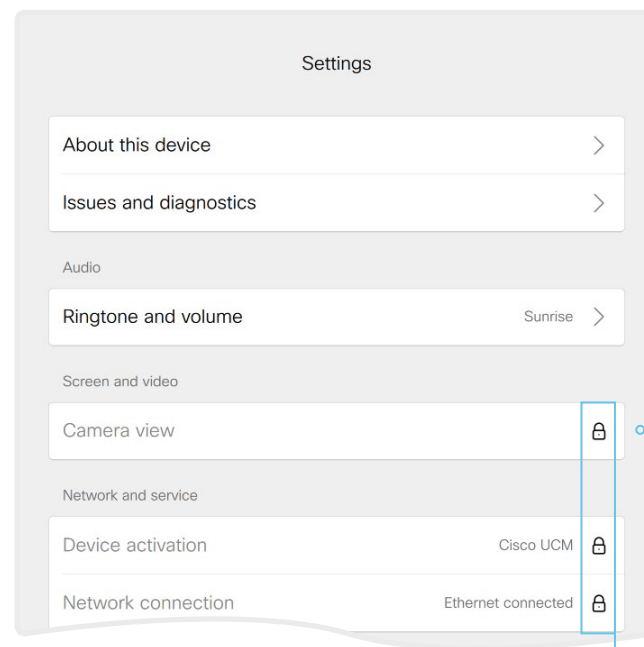 Settings
About this device
Issues and diagnostics
Audio
Ringtone and volume Sunrise
Screen and video
Camera view
Network and service
Device activation Cisco UCM
Network connection Ethernet connected